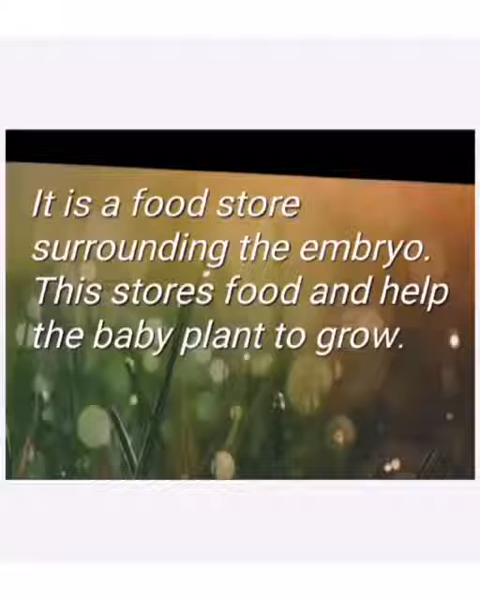 It is a food store
surrounding the embryo.
This stores food and help
the baby plant to grow.